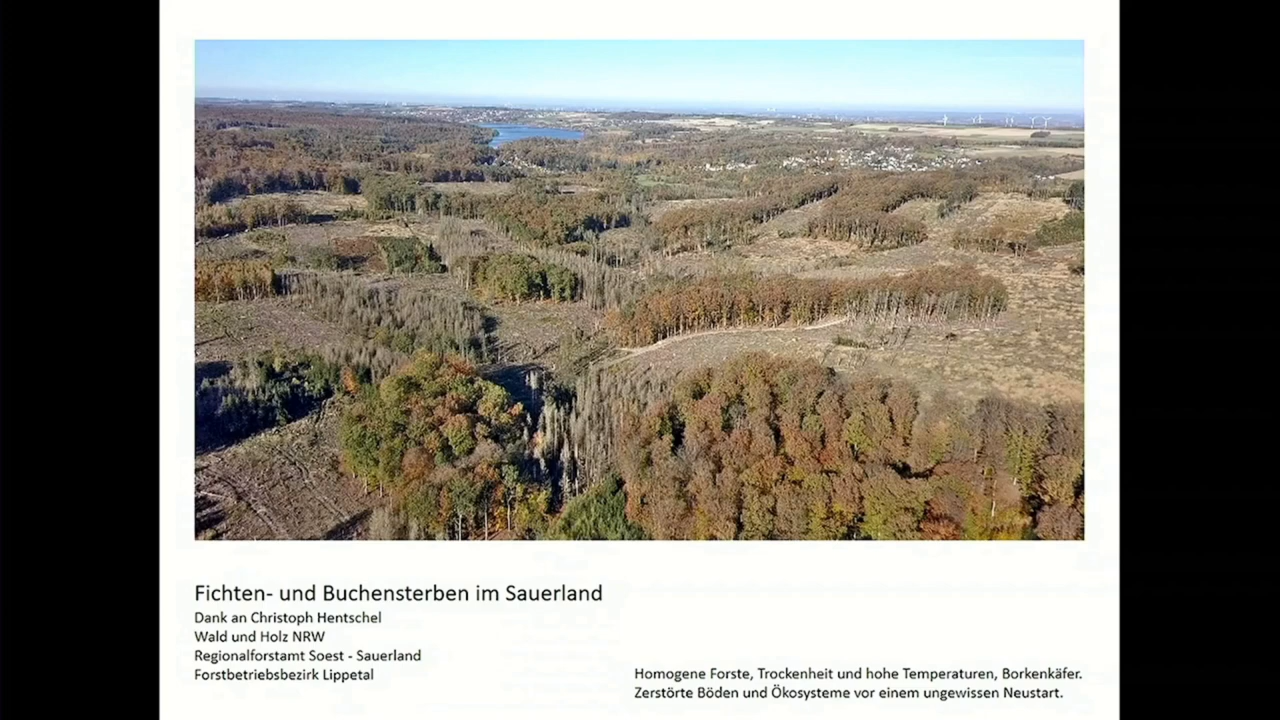 Fichten- und Buchensterben im Sauerland
Dank an Christoph Hentschel
Wald und Holz NRW
Regionalforstamt Soest - Sauerland
Forstbetriebsbezirk Lippetal
Homogene Forste, Trockenheit und hohe Temperaturen, Borkenkäfer.
Zerstörte Böden und Ökosysteme vor einem ungewissen Neustart.